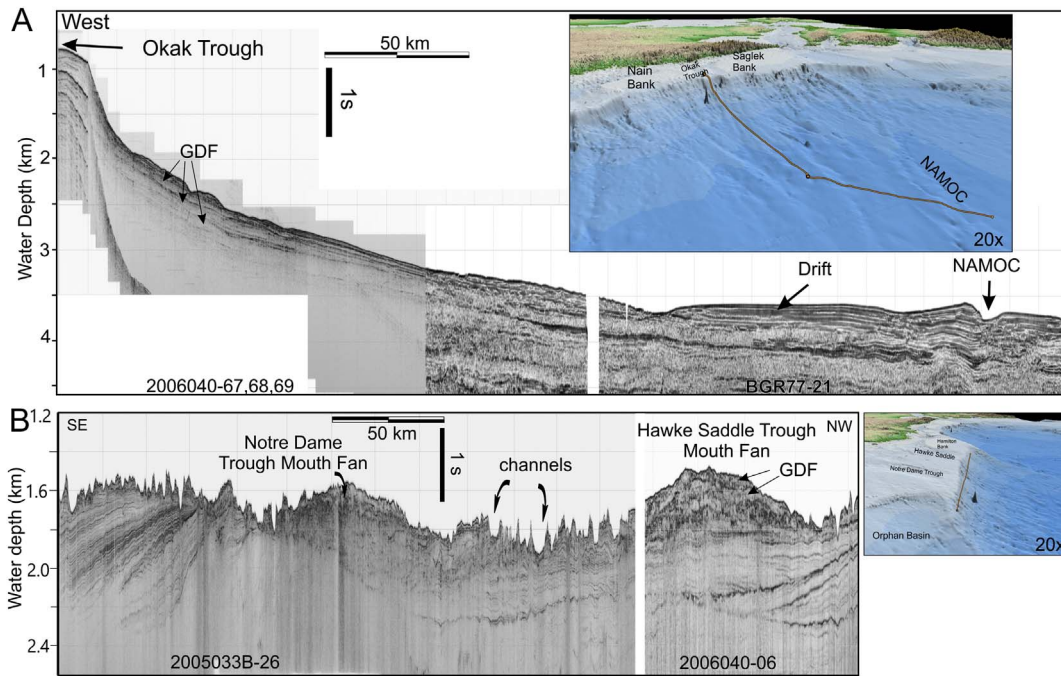 A
West
Okak Trough
50 km
1s
GDF
Water Depth (km)
1
2
3
4
2006040-67,68,69
BGR77-21
Drift
NAMOC
Nain
Bank
Okak
Trough
Saglek
Bank
NAMOC
20x
B
SE
1.2
1.6
2.0
2.4
Water depth (km)
50 km
1 s
Notre Dame
Trough Mouth Fan
channels
Hawke Saddle Trough
Mouth Fan
NW
GDF
2005033B-26
2006040-06
Hamilton
Bank
Hawke Saddle
Notre Dame Trough
Orphan Basin
20x